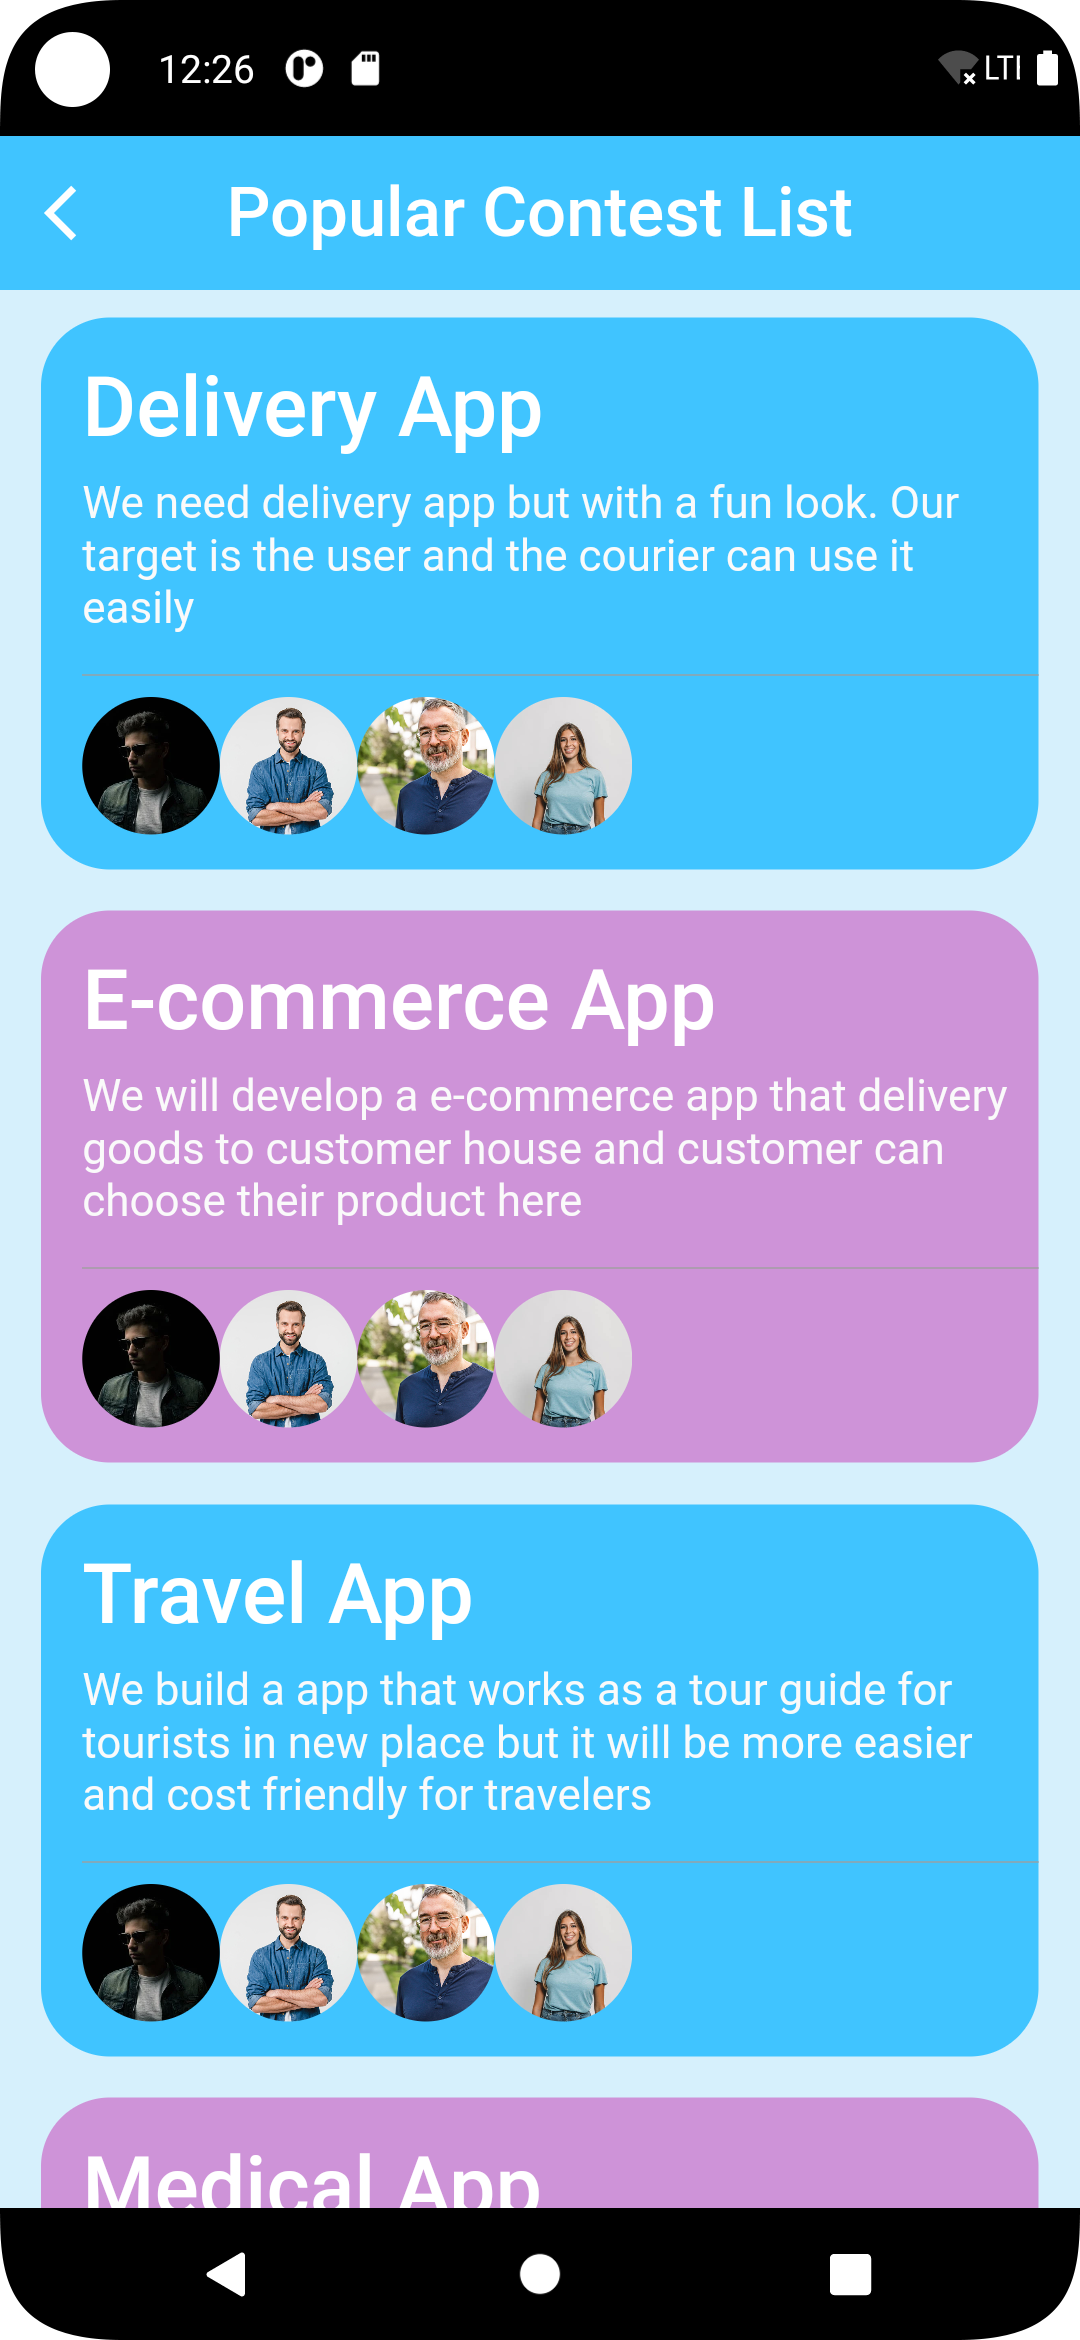 12:26
LTE
Popular Contest List
Delivery App
We need delivery app but with a fun look. Our
target is the user and the courier can use it
easily
E-commerce App
We will develop a e-commerce app that delivery
goods to customer house and customer can
choose their product here
Travel App
We build a app that works as a tour guide for
tourists in new place but it will be more easier
and cost friendly for travelers
Medical App